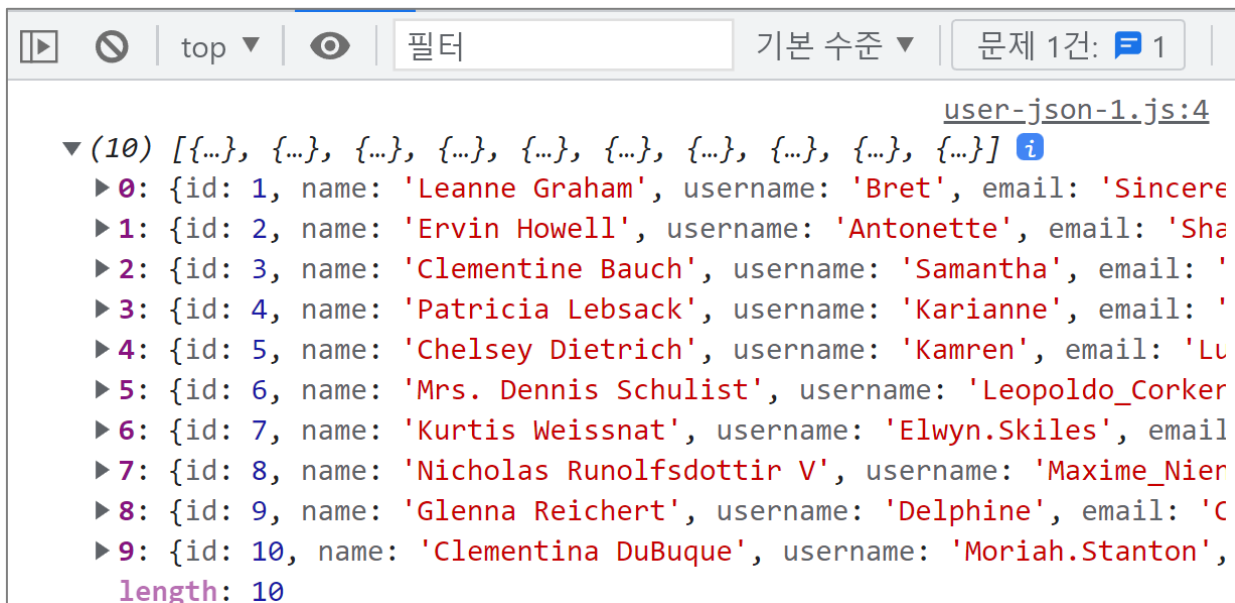 top ▼ 필터 기본 수준 ▼ 문제 1건: 1
user-json-1.js:4
▼(10) [{…}, {…}, {…}, {…}, {…}, {…}, {…}, {…}, {…}, {…}] i
▶0: {id: 1, name: 'Leanne Graham', username: 'Bret', email: 'Sincere
▶1: {id: 2, name: 'Ervin Howell', username: 'Antonette', email: 'Sha
▶2: {id: 3, name: 'Clementine Bauch', username: 'Samantha', email: '
▶3: {id: 4, name: 'Patricia Lebsack', username: 'Karianne', email: '
▶4: {id: 5, name: 'Chelsey Dietrich', username: 'Kamren', email: 'Lu
▶5: {id: 6, name: 'Mrs. Dennis Schulist', username: 'Leopoldo_Corker
▶6: {id: 7, name: 'Kurtis Weissnat', username: 'Elwyn.Skiles', email
▶7: {id: 8, name: 'Nicholas Runolfsdottir V', username: 'Maxime_Nien
▶8: {id: 9, name: 'Glenna Reichert', username: 'Delphine', email: 'C
▶9: {id: 10, name: 'Clementina DuBuque', username: 'Moriah.Stanton',
length: 10